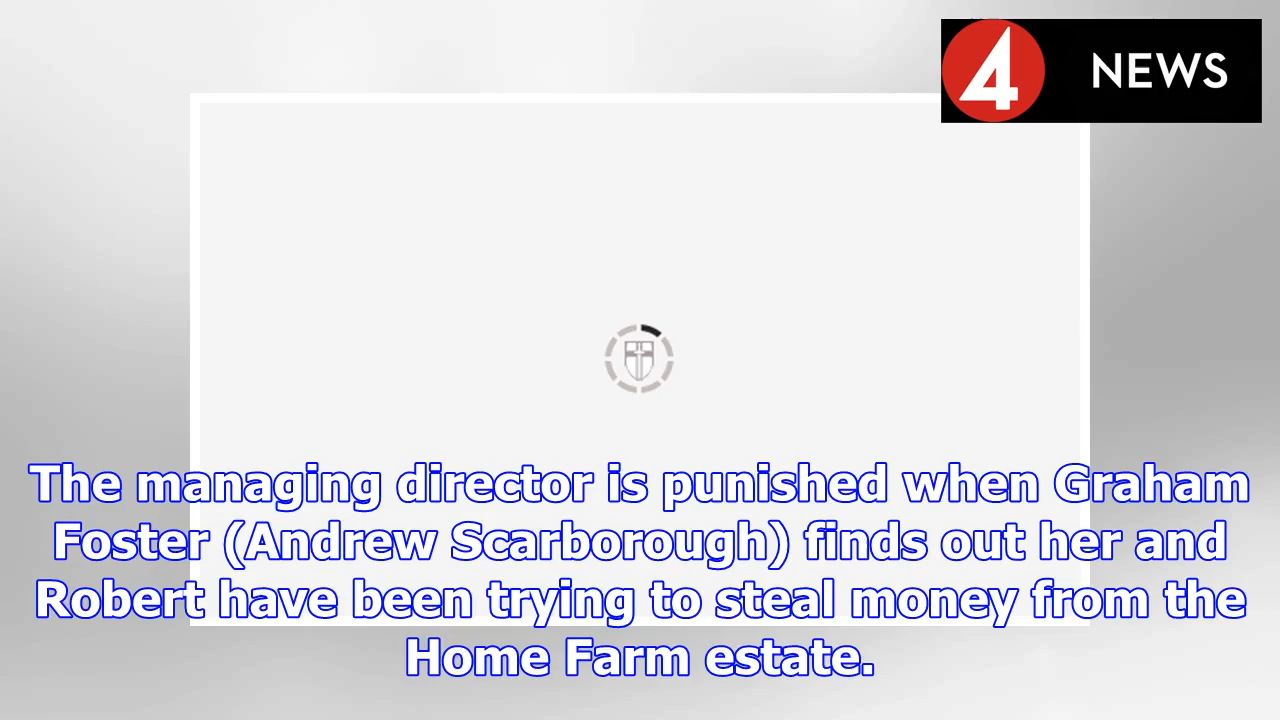 4 NEWS
The managing director is punished when Graham
Foster (Andrew Scarborough) finds out her and
Robert have been trying to steal money from the
Home Farm estate.